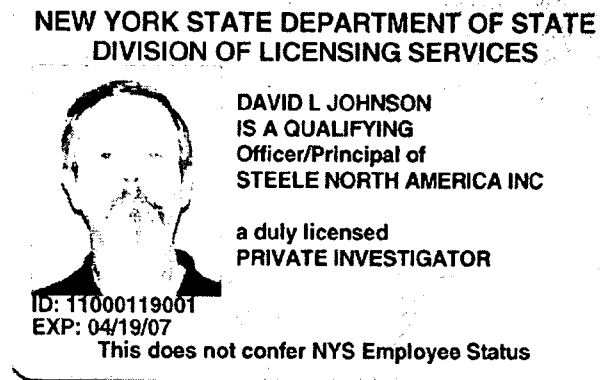 NEW YORK STATE DEPARTMENT OF STATE
DIVISION OF LICENSING SERVICES
DAVID L JOHNSON
IS A QUALIFYING
Officer/Principal of
STEELE NORTH AMERICA INC
a duly licensed
PRIVATE INVESTIGATOR
ID: 11000119001
EXP: 04/19/07
This does not confer NYS Employee Status